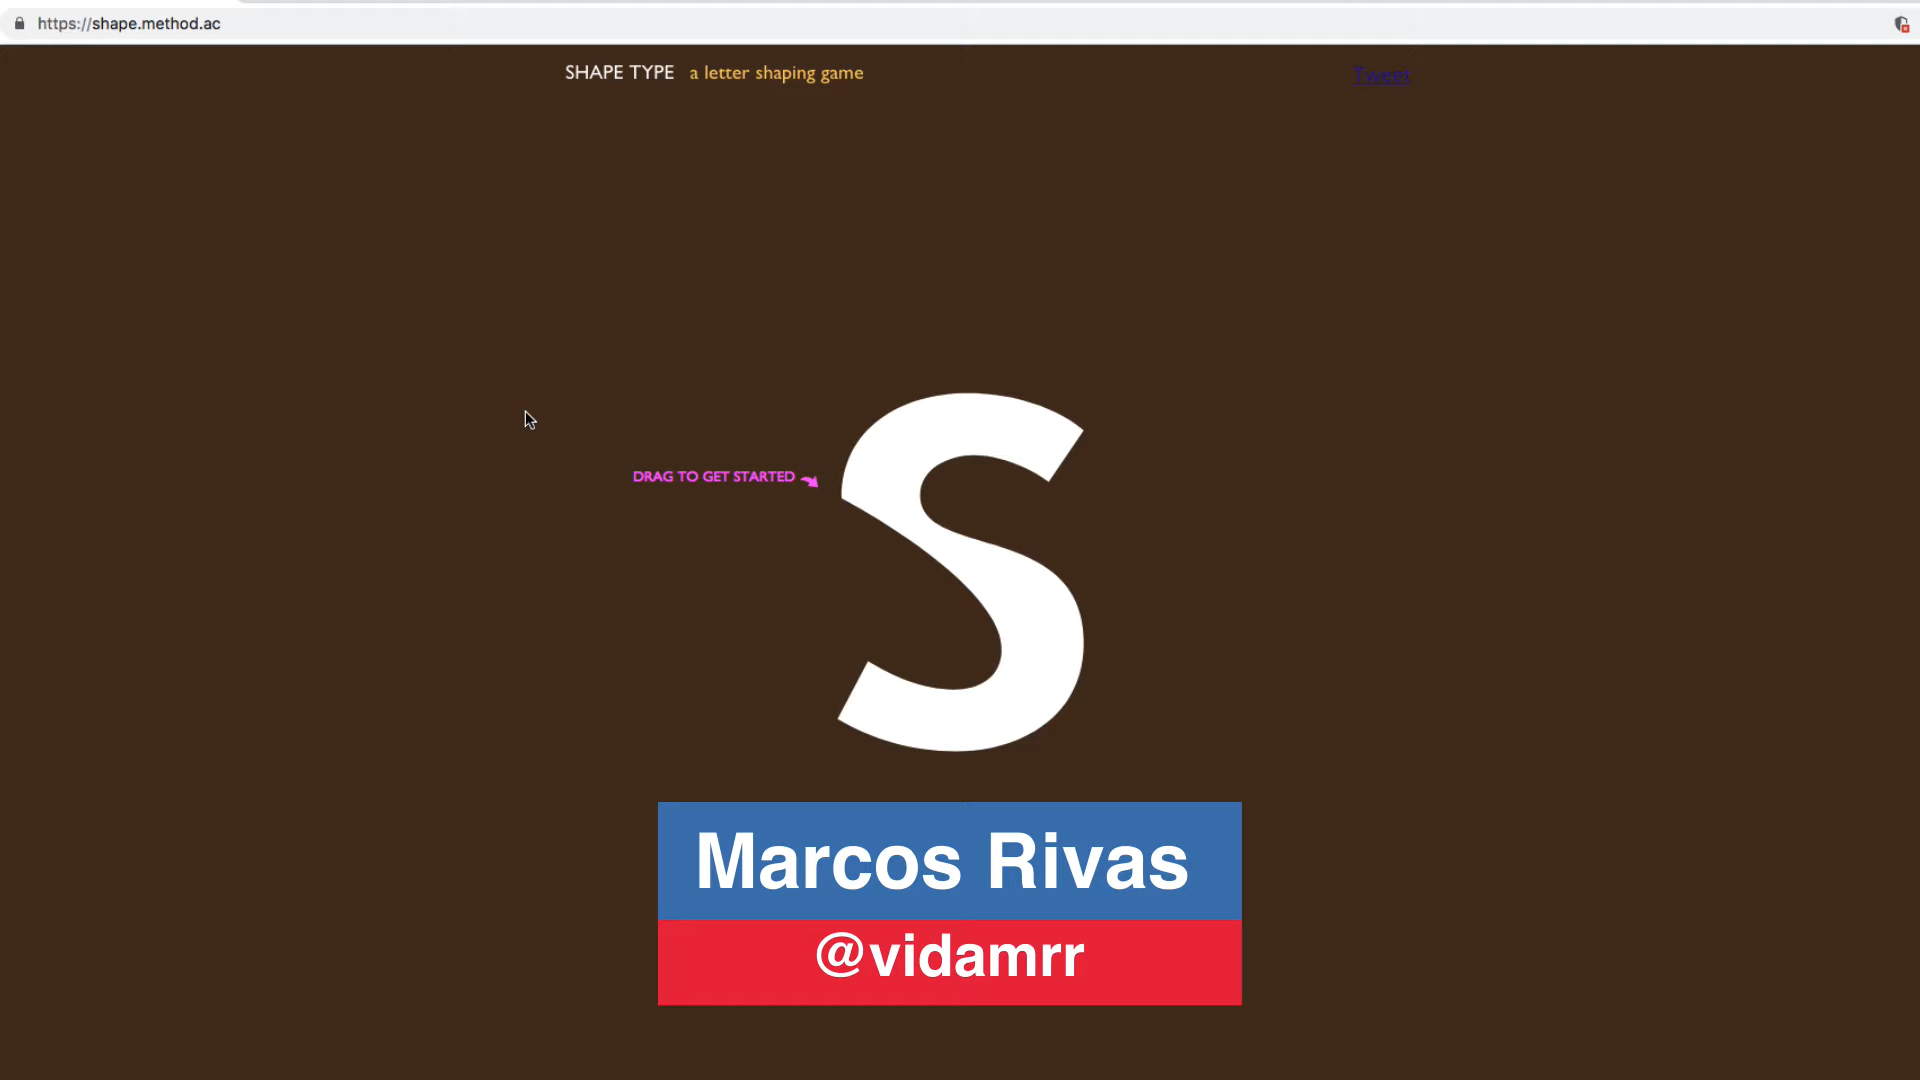 https://shape.method.ac
SHAPE TYPE a letter shaping game
Tweet
DRAG TO GET STARTED
S
Marcos Rivas
@vidamrr